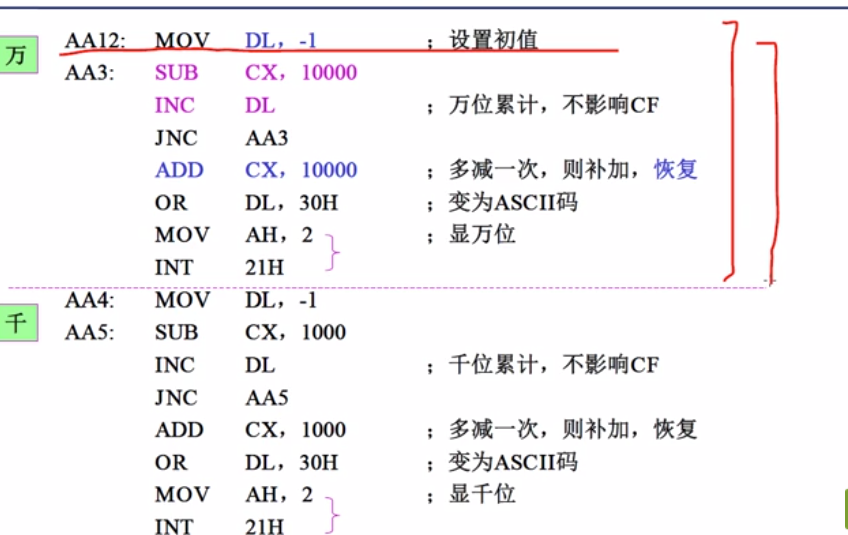 万
AA12: MOV DL，-1 ；设置初值
AA3: SUB CX，10000
INC DL ；万位累计，不影响CF
JNC AA3
ADD CX，10000 ；多减一次，则补加，恢复
OR DL，30H ；变为ASCII码
MOV AH，2 ；显万位
INT 21H
千
AA4: MOV DL，-1
AA5: SUB CX，1000
INC DL ；千位累计，不影响CF
JNC AA5
ADD CX，1000 ；多减一次，则补加，恢复
OR DL，30H ；变为ASCII码
MOV AH，2 ；显千位
INT 21H